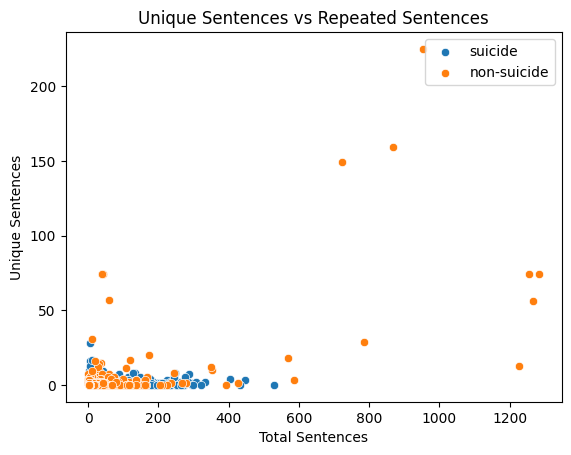 Unique Sentences vs Repeated Sentences
suicide
non-suicide
Unique Sentences
200
150
100
50
0
0 200 400 600 800 1000 1200
Total Sentences